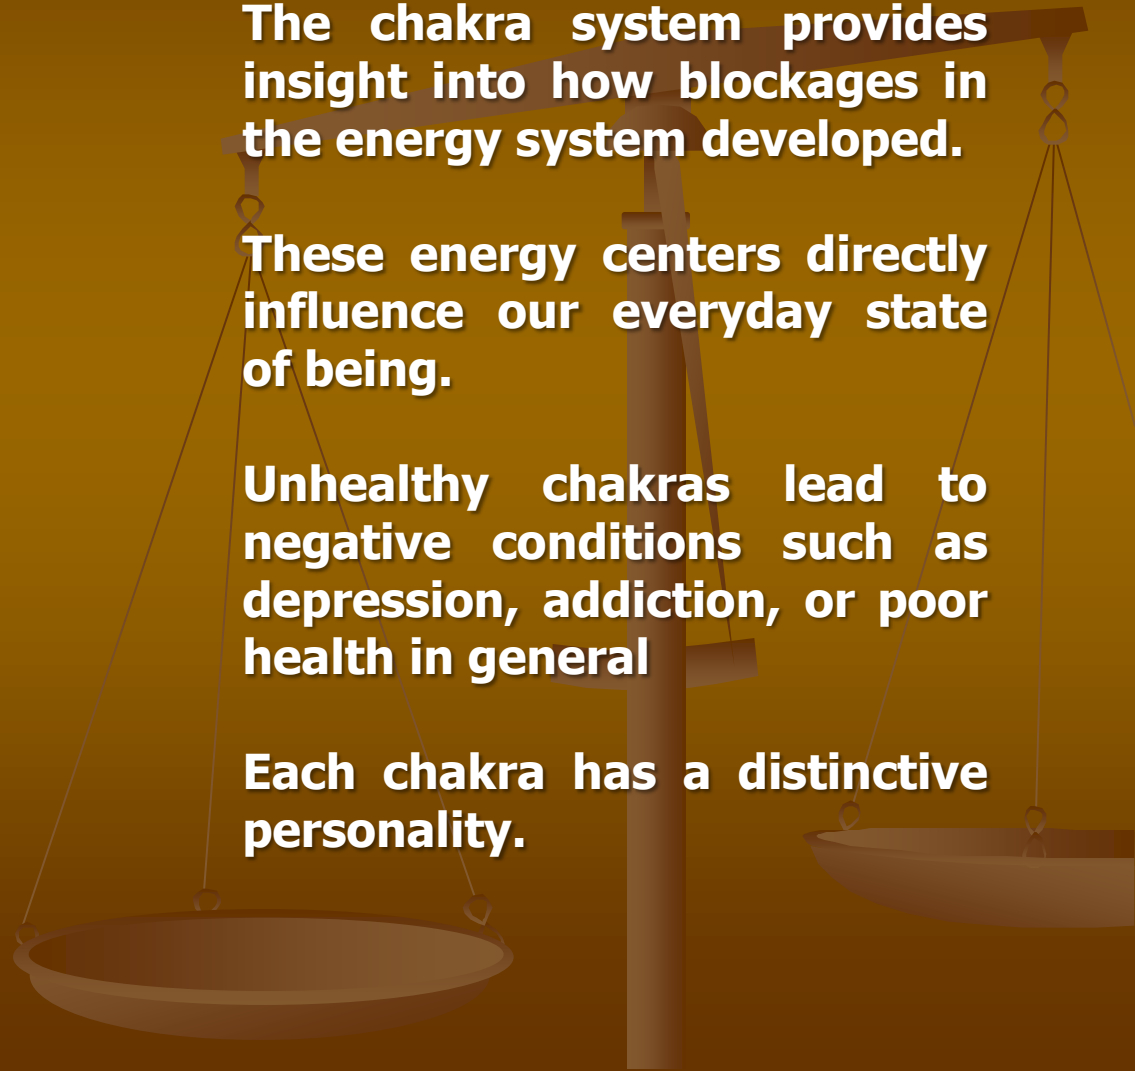 The chakra system provides
insight into how blockages in
the energy system developed.
These energy centers directly
influence our everyday state
of being.
Unhealthy chakras lead to
negative conditions such as
depression, addiction, or poor
health in general
Each chakra has a distinctive
personality.